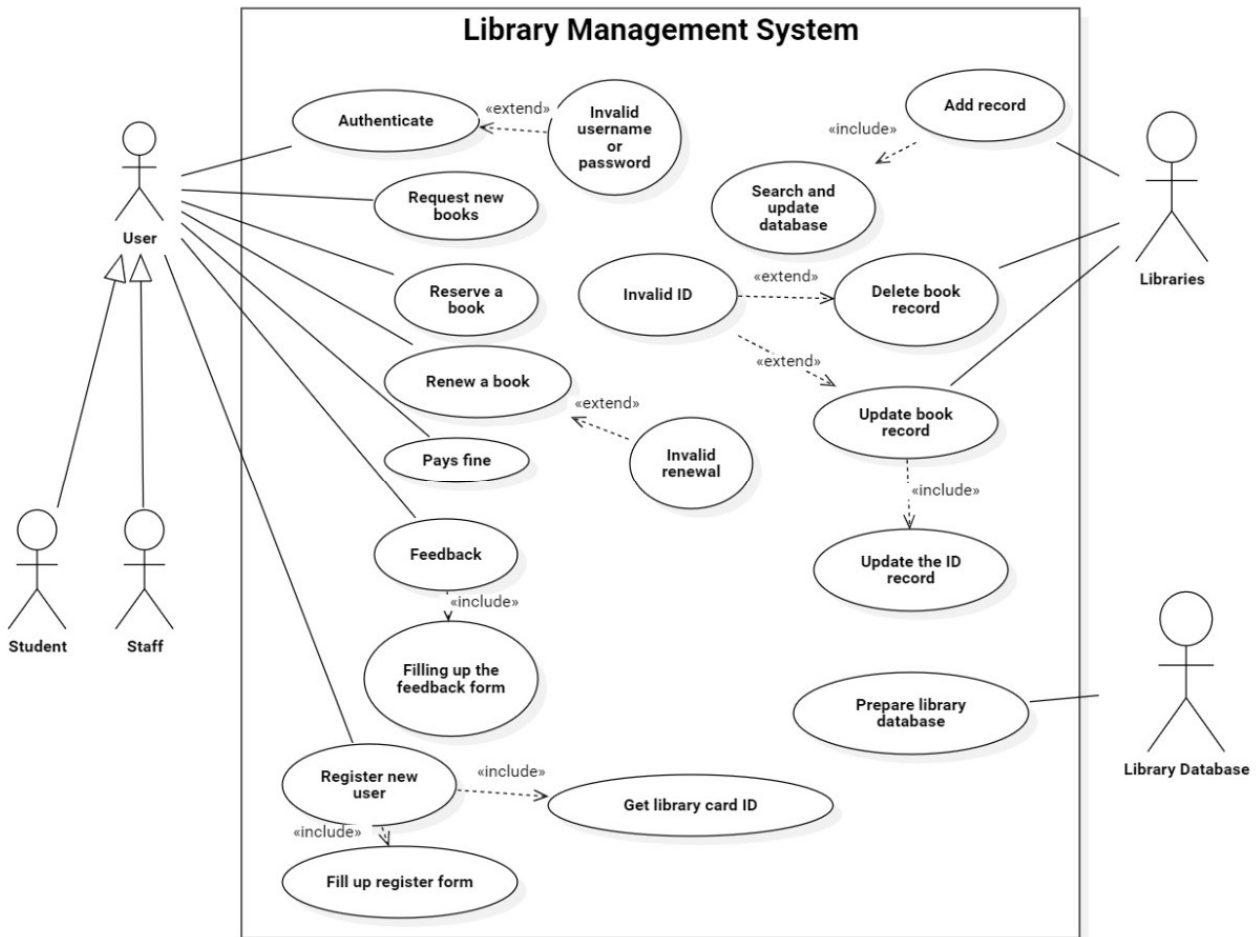 Library Management System
Authenticate
«extend»
Invalid
username
or
password
Add record
«include»
Search and
update
database
Request new
books
User
Libraries
Reserve a
book
Invalid ID
«extend»
Delete book
record
«extend»
Renew a book
«extend»
Invalid
renewal
Update book
record
Pays fine
«include»
Update the ID
record
Feedback
«include»
Filling up the
feedback form
Student
Staff
Prepare library
database
Library Database
Register new
user
«include»
Get library card ID
«include»
Fill up register form